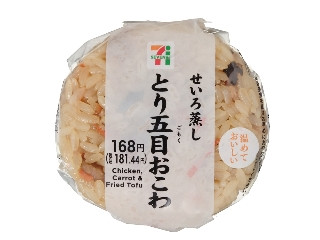 7
ELEVEN
せいろ蒸し
とり五目おこわ
ごもく
168円
(税込181.44円)
Chicken,
Carrot &
Fried Tofu
温めて
おいしい